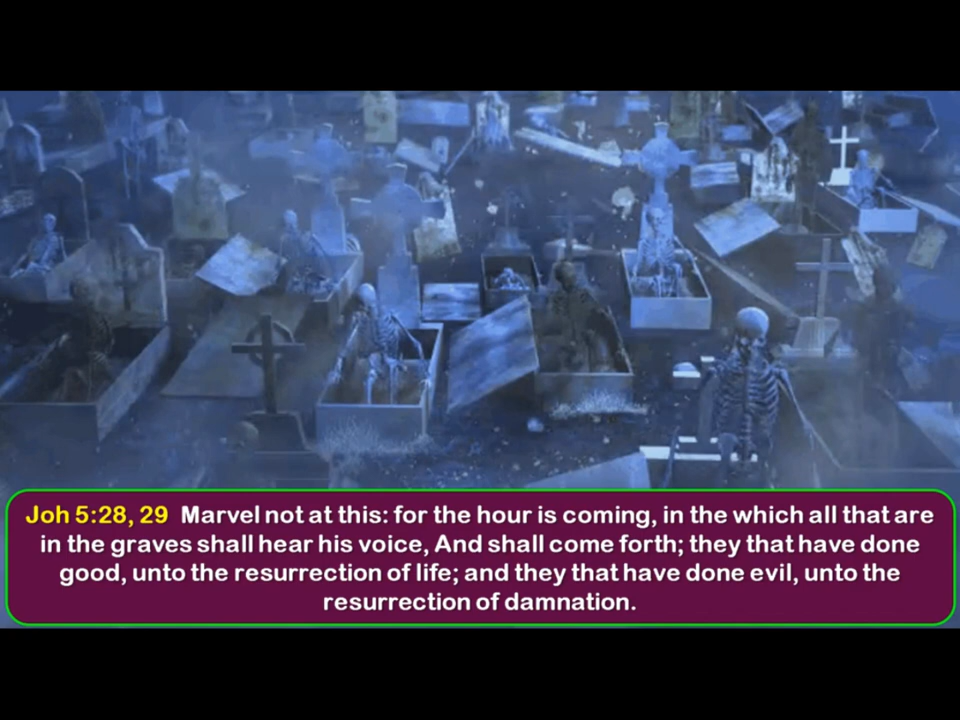 Joh 5:28, 29 Marvel not at this: for the hour is coming, in the which all that are
in the graves shall hear his voice, And shall come forth; they that have done
good, unto the resurrection of life; and they that have done evil, unto the
resurrection of damnation.